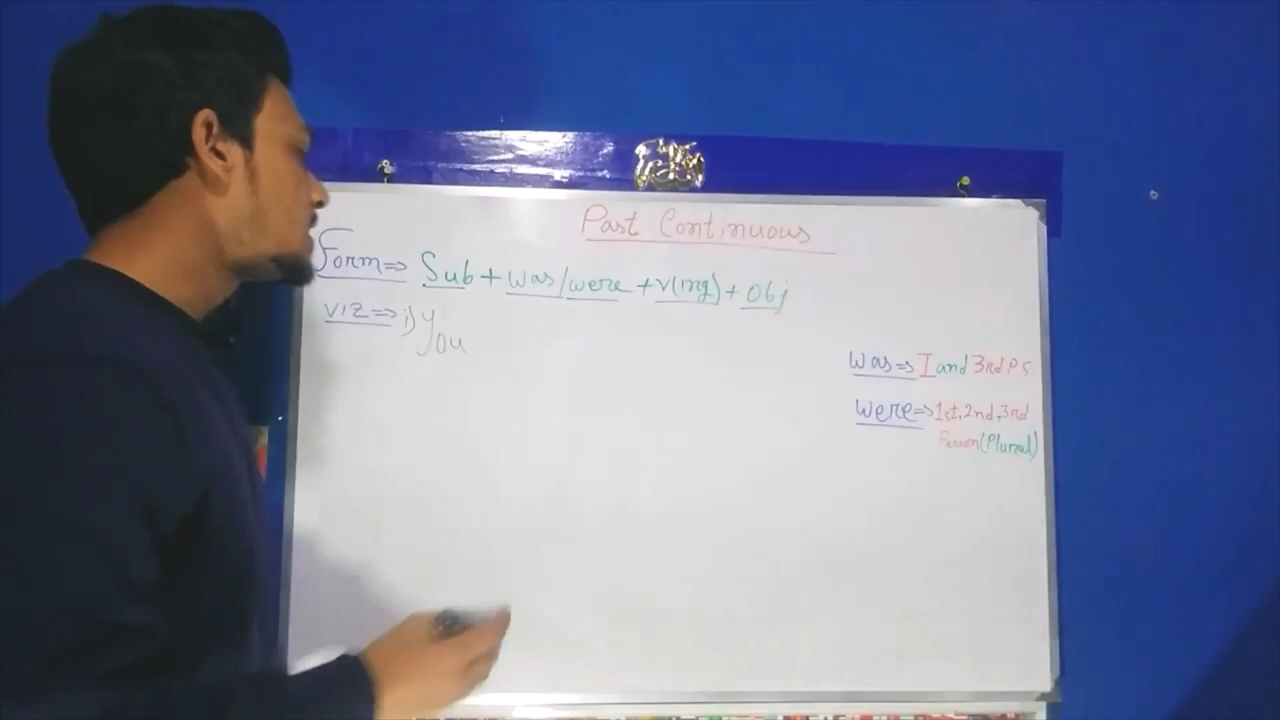 Past Continuous
Form⇒ Sub + was/were + v(ing) + Obj
viz⇒ i) You
Was⇒ I and 3rd P S
Were⇒ 1st, 2nd, 3rd
Person (Plural)